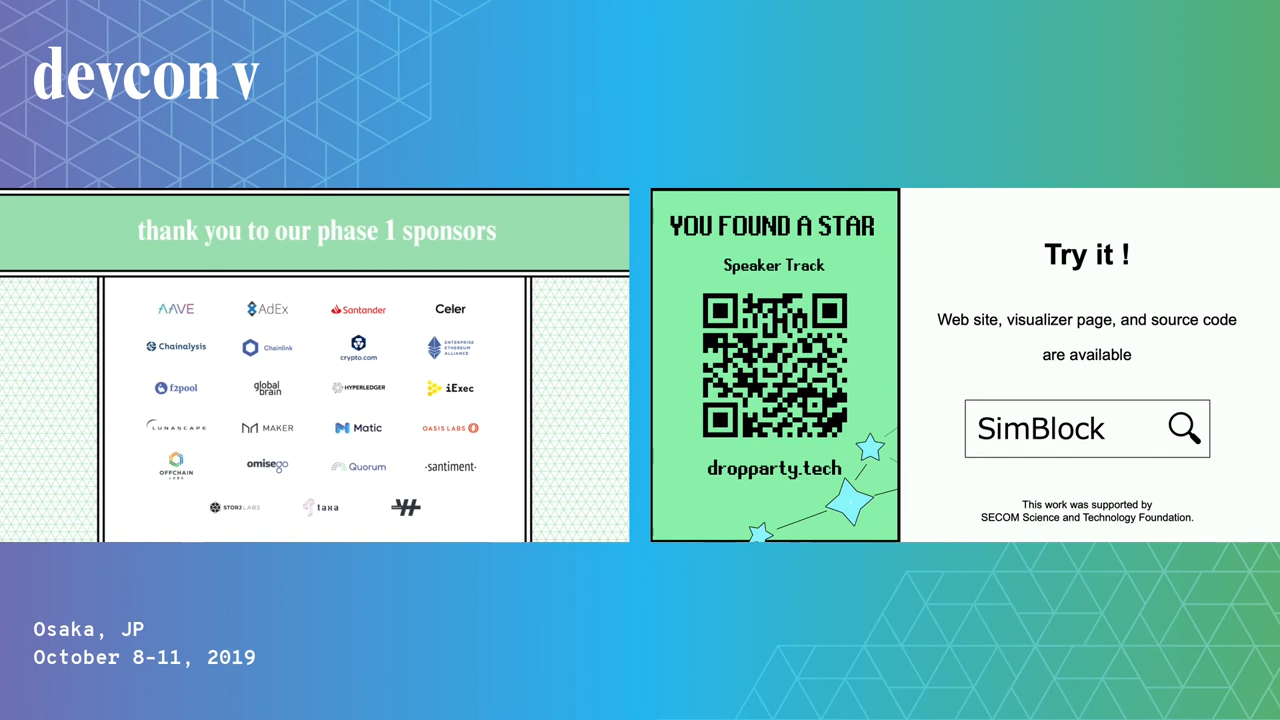 devcon v
thank you to our phase 1 sponsors
AAVE
AdEx
Santander
Celer
Chainalysis
Chainlink
crypto.com
ENTERPRISE
ETHEREUM
ALLIANCE
f2pool
global
brain
HYPERLEDGER
iExec
LUNASCAPE
MAKER
Matic
OASIS LABS
OFFCHAIN
LABS
omisego
Quorum
·santiment·
STORJ LABS
taxa
YOU FOUND A STAR
Speaker Track
dropparty.tech
Try it !
Web site, visualizer page, and source code
are available
SimBlock
This work was supported by
SECOM Science and Technology Foundation.
Osaka, JP
October 8-11, 2019